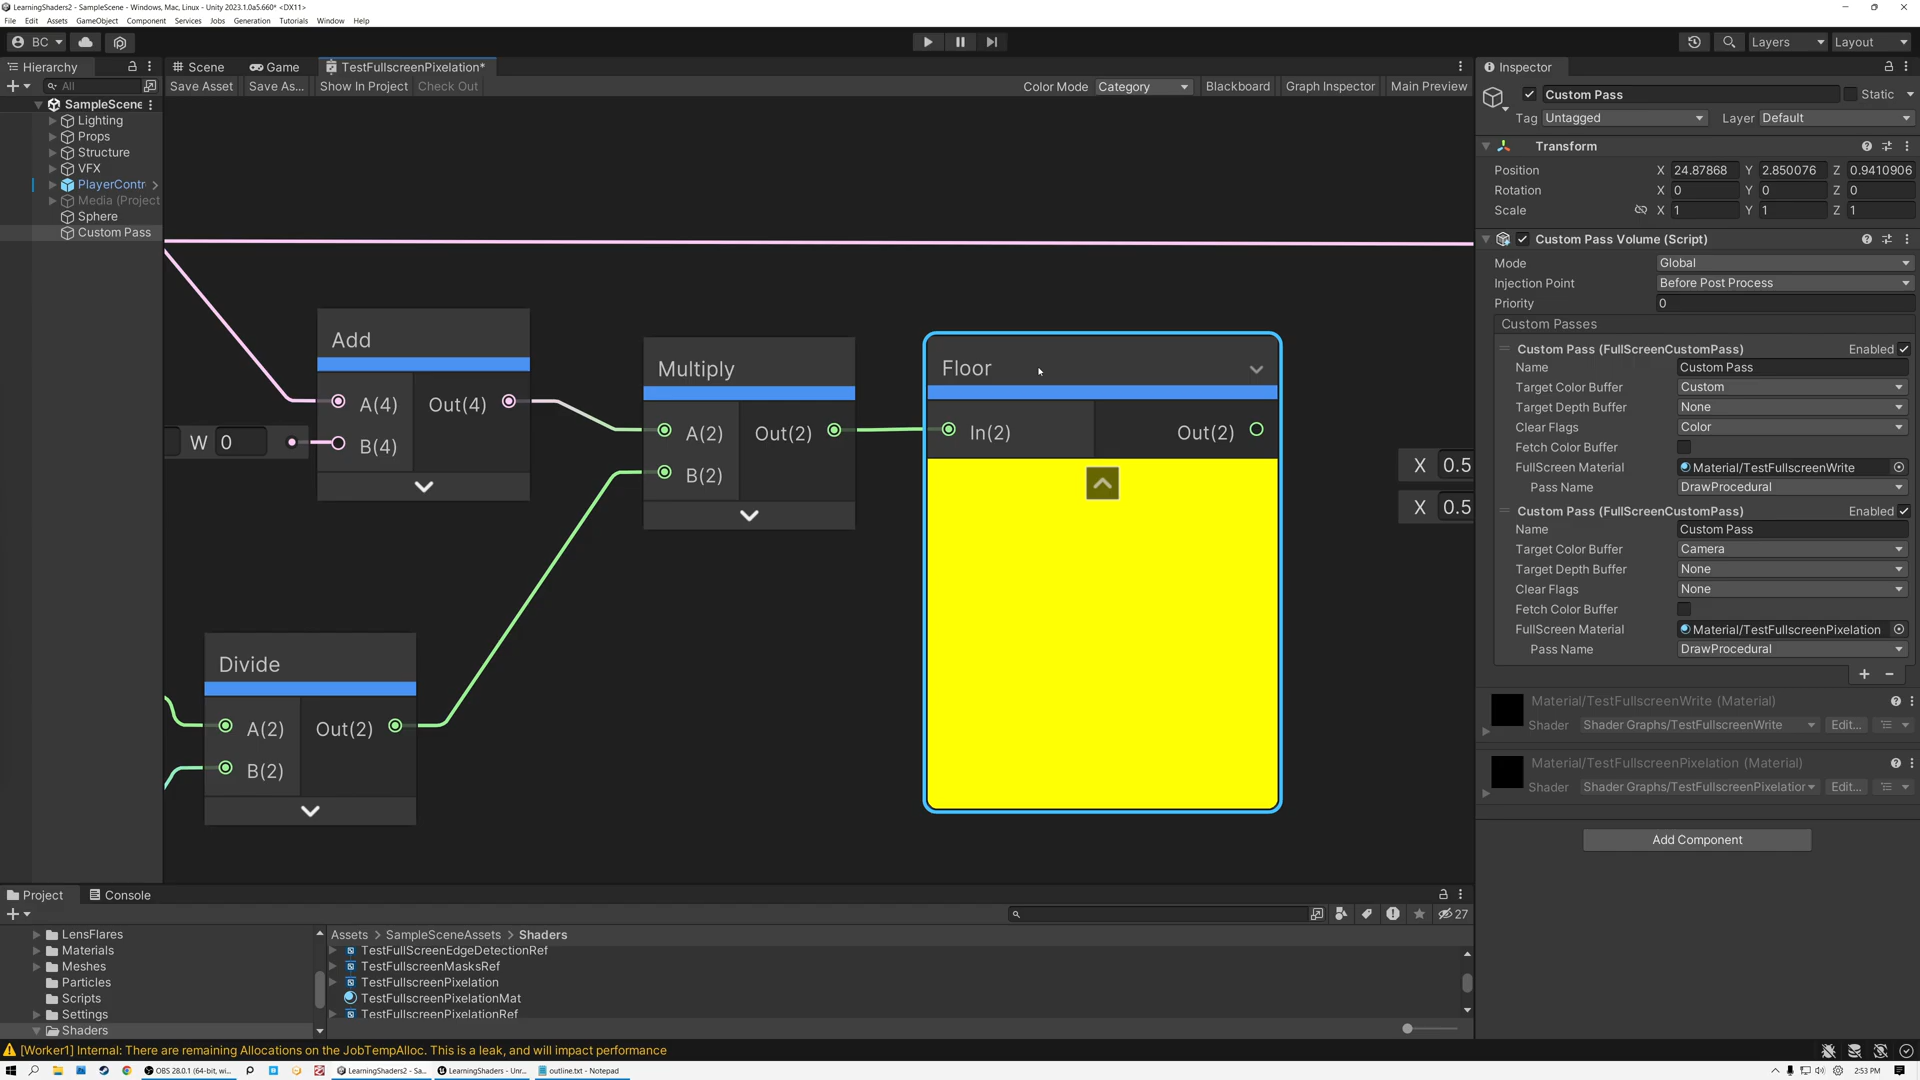 LearningShaders2 - SampleScene - Windows, Mac, Linux - Unity 2023.1.0a5.660* <DX11>
File Edit Assets GameObject Component Services Jobs Generation Tutorials Window Help
BC Layers Layout
Hierarchy Scene Game TestFullscreenPixelation* Inspector
All Save Asset Save As... Show In Project Check Out Color Mode Category Blackboard Graph Inspector Main Preview
SampleScene
Lighting
Props
Structure
VFX
PlayerContr
Media (Project
Sphere
Custom Pass
Add
A(4) Out(4)
B(4)
W 0
Multiply
A(2) Out(2)
B(2)
Floor
In(2) Out(2)
X 0.5
X 0.5
Divide
A(2) Out(2)
B(2)
Custom Pass Static
Tag Untagged Layer Default
Transform
Position X 24.87868 Y 2.850076 Z 0.9410906
Rotation X 0 Y 0 Z 0
Scale X 1 Y 1 Z 1
Custom Pass Volume (Script)
Mode Global
Injection Point Before Post Process
Priority 0
Custom Passes
Custom Pass (FullScreenCustomPass) Enabled
Name Custom Pass
Target Color Buffer Custom
Target Depth Buffer None
Clear Flags Color
Fetch Color Buffer
FullScreen Material Material/TestFullscreenWrite
Pass Name DrawProcedural
Custom Pass (FullScreenCustomPass) Enabled
Name Custom Pass
Target Color Buffer Camera
Target Depth Buffer None
Clear Flags None
Fetch Color Buffer
FullScreen Material Material/TestFullscreenPixelation
Pass Name DrawProcedural
Material/TestFullscreenWrite (Material)
Shader Shader Graphs/TestFullscreenWrite Edit...
Material/TestFullscreenPixelation (Material)
Shader Shader Graphs/TestFullscreenPixelation Edit...
Add Component
Project Console
27
LensFlares
Materials
Meshes
Particles
Scripts
Settings
Shaders
Assets > SampleSceneAssets > Shaders
TestFullScreenEdgeDetectionRef
TestFullscreenMasksRef
TestFullscreenPixelation
TestFullscreenPixelationMat
TestFullscreenPixelationRef
[Worker1] Internal: There are remaining Allocations on the JobTempAlloc. This is a leak, and will impact performance
OBS 28.0.1 (64-bit, wi... LearningShaders2 - Sa... LearningShaders - Unr... outline.txt - Notepad 2:53 PM